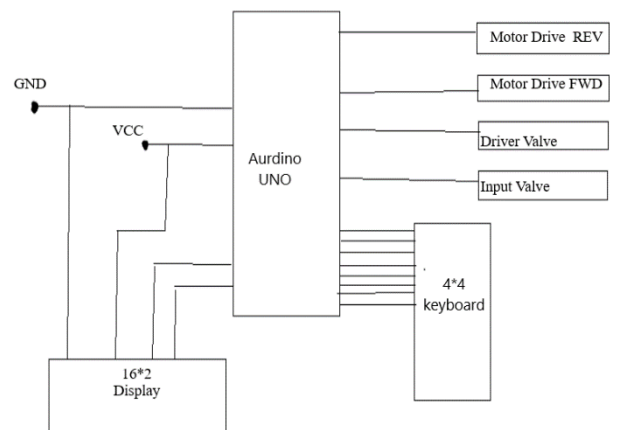 Motor Drive REV
GND
Motor Drive FWD
VCC
Driver Valve
Aurdino
UNO
Input Valve
4*4
keyboard
16*2
Display